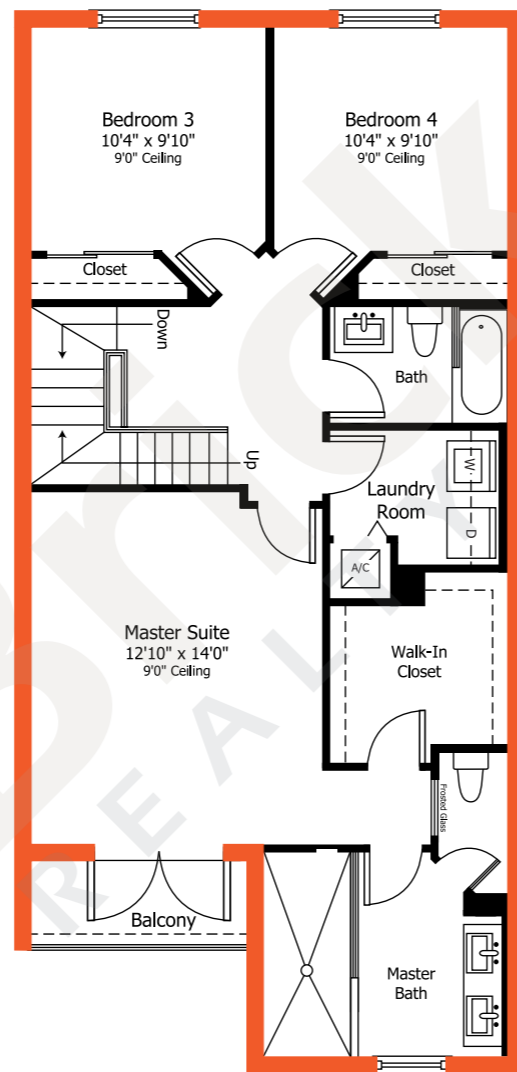 Bedroom 3
10'4" x 9'10"
9'0" Ceiling
Bedroom 4
10'4" x 9'10"
9'0" Ceiling
Closet
Closet
Down
Bath
Up
Laundry
Room
W
D
A/C
Master Suite
12'10" x 14'0"
9'0" Ceiling
Walk-In
Closet
Frosted Glass
Balcony
Master
Bath
Brick
REALTY